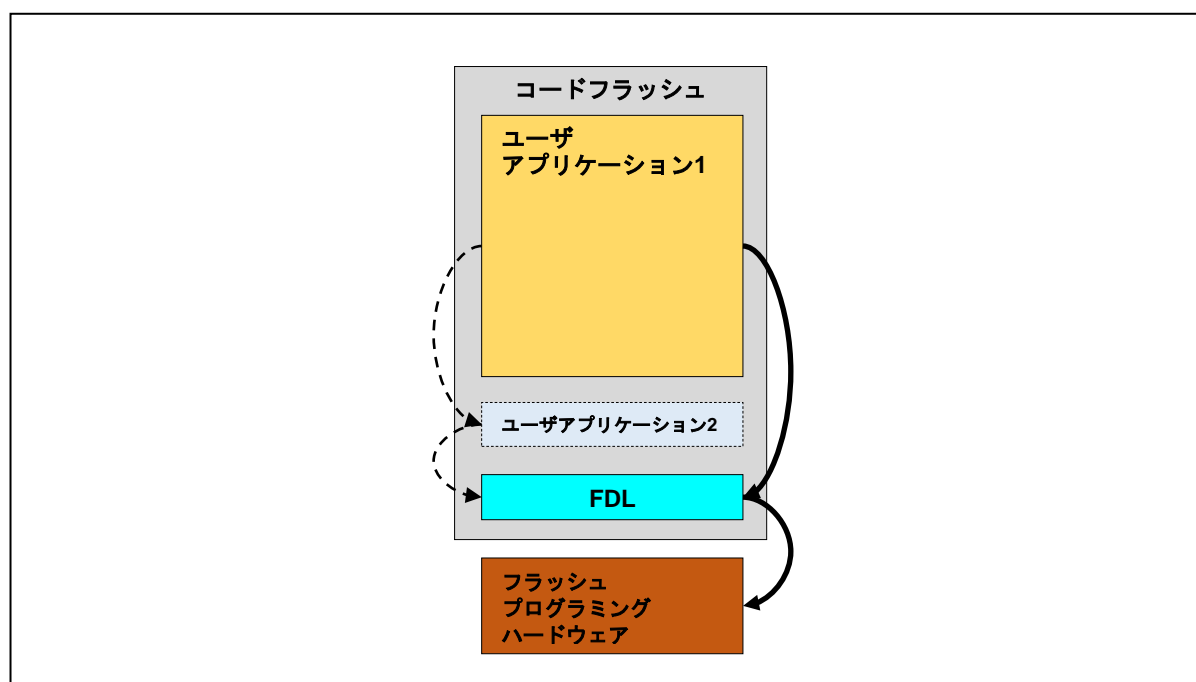 コードフラッシュ
ユーザ
アプリケーション1
ユーザアプリケーション2
FDL
フラッシュ
プログラミング
ハードウェア